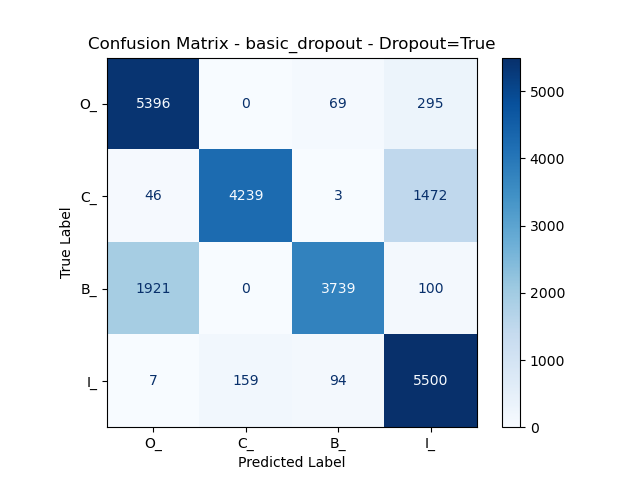 Confusion Matrix - basic_dropout - Dropout=True
True Label
O_ 5396 0 69 295
C_ 46 4239 3 1472
B_ 1921 0 3739 100
I_ 7 159 94 5500
O_ C_ B_ I_
Predicted Label
5000
4000
3000
2000
1000
0